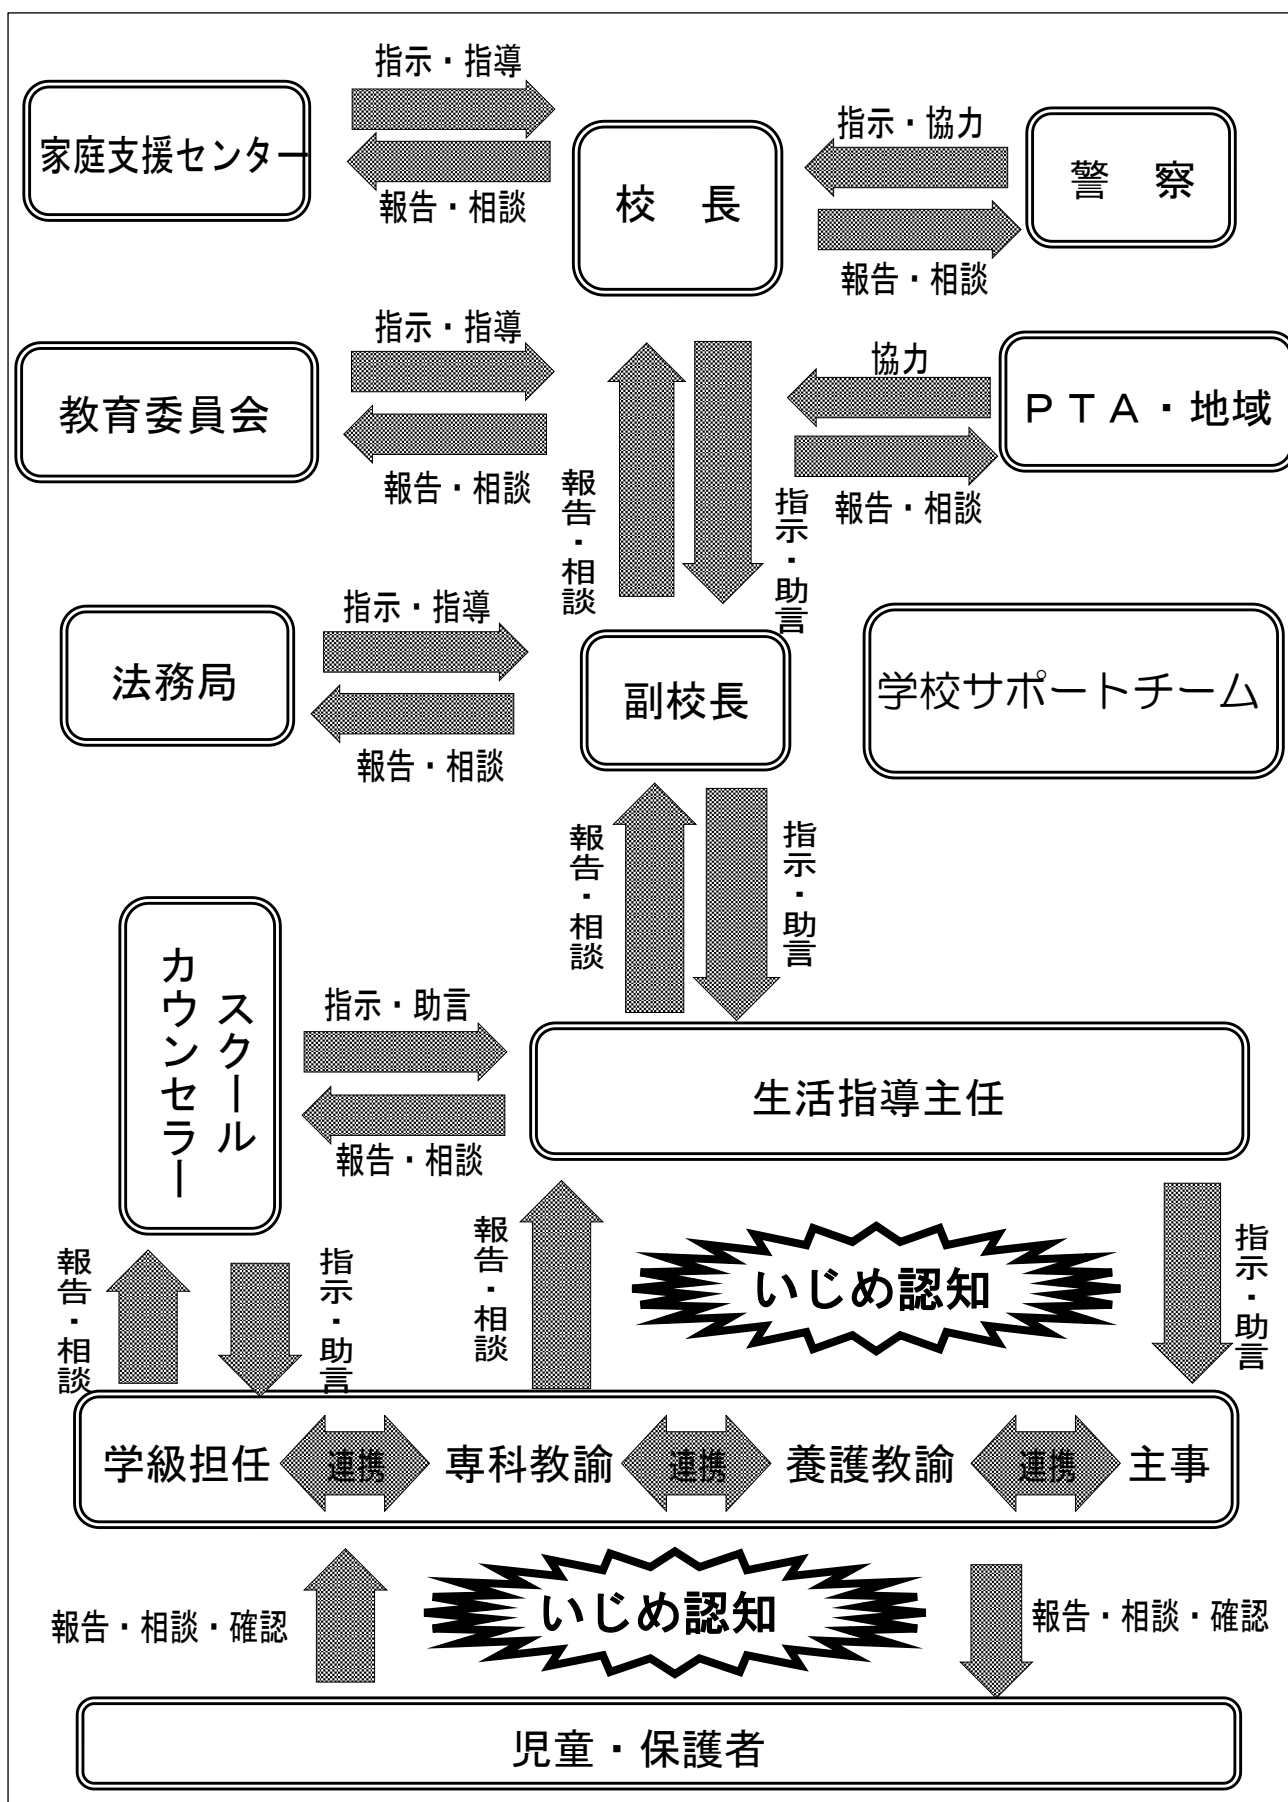 指示・指導
家庭支援センター
報告・相談
校　長
指示・協力
警　察
報告・相談
指示・指導
教育委員会
報告・相談
協力
ＰＴＡ・地域
報告・相談
報告・相談
指示・助言
指示・指導
法務局
報告・相談
副校長
学校サポートチーム
報告・相談
指示・助言
スクール
カウンセラー
指示・助言
報告・相談
生活指導主任
報告・相談
指示・助言
報告・相談
いじめ認知
指示・助言
学級担任
連携
専科教諭
連携
養護教諭
連携
主事
報告・相談・確認
いじめ認知
報告・相談・確認
児童・保護者